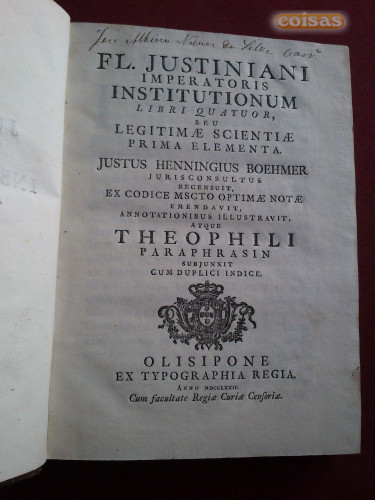 coisas
FL. JUSTINIANI
IMPERATORIS
INSTITUTIONUM
LIBRI QUATUOR,
SEU
LEGITIMÆ SCIENTIÆ
PRIMA ELEMENTA.
JUSTUS HENNINGIUS BOEHMER
JURISCONSULTUS
RECENSUIT,
EX CODICE MSCTO OPTIMÆ NOTÆ
EMENDAVIT,
ANNOTATIONIBUS ILLUSTRAVIT,
ATQUE
THEOPHILI
PARAPHRASIN
SUBJUNXIT
CUM DUPLICI INDICE.
OLISIPONE
EX TYPOGRAPHIA REGIA.
ANNO MDCCLXXII.
Cum facultate Regiæ Curiæ Censoriæ.